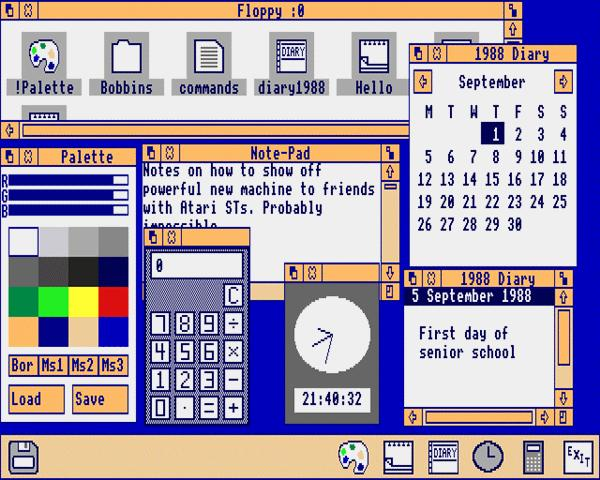 Floppy :0
!Palette Bobbins commands diary1988 Hello
DIARY
1988 Diary
September
M T W T F S S
1 2 3 4
5 6 7 8 9 10 11
12 13 14 15 16 17 18
19 20 21 22 23 24 25
26 27 28 29 30
Palette
R
G
B
Bor Ms1 Ms2 Ms3
Load Save
Note-Pad
Notes on how to show off
powerful new machine to friends
with Atari STs. Probably
impossible
0
C
7 8 9 ÷
4 5 6 ×
1 2 3 -
0 . = +
21:40:32
1988 Diary
5 September 1988
First day of
senior school
DIARY
EXIT